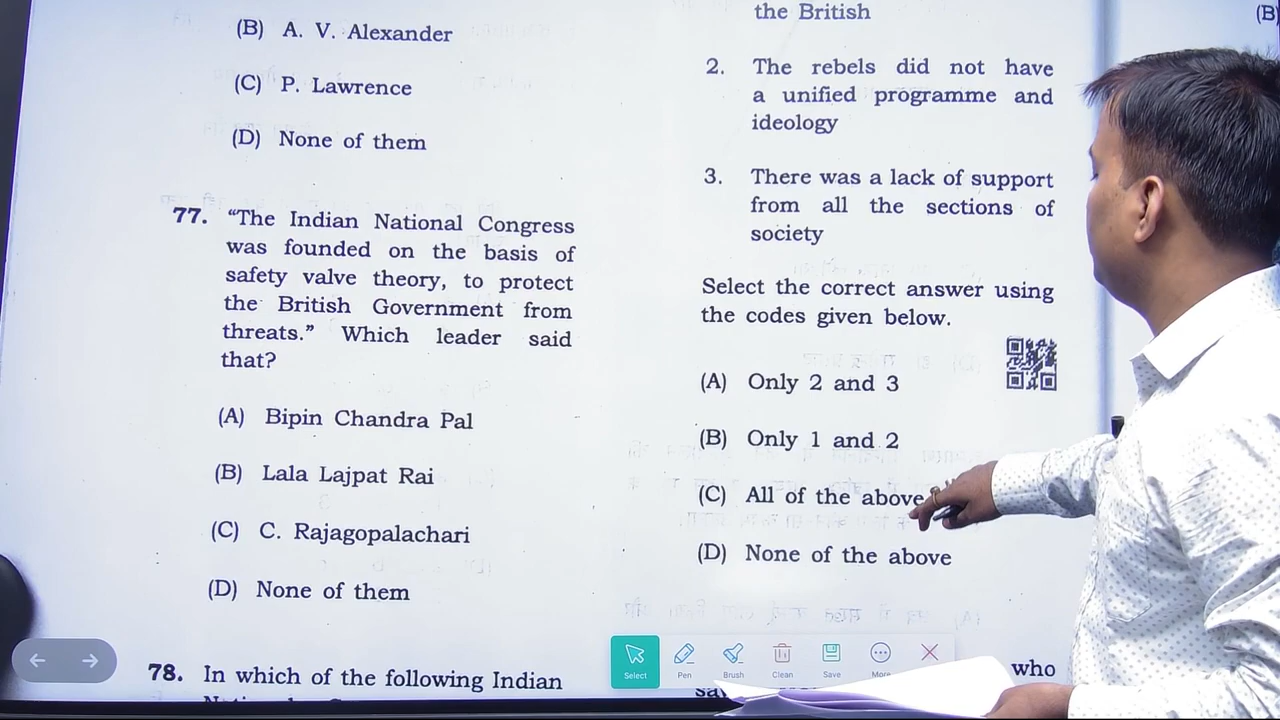 (B) A. V. Alexander
(C) P. Lawrence
(D) None of them
77. “The Indian National Congress
was founded on the basis of
safety valve theory, to protect
the British Government from
threats.” Which leader said
that?
(A) Bipin Chandra Pal
(B) Lala Lajpat Rai
(C) C. Rajagopalachari
(D) None of them
78. In which of the following Indian
the British
2. The rebels did not have
a unified programme and
ideology
3. There was a lack of support
from all the sections of
society
Select the correct answer using
the codes given below.
(A) Only 2 and 3
(B) Only 1 and 2
(C) All of the above
(D) None of the above
who
(B)
Select
Pen
Brush
Clean
Save
More